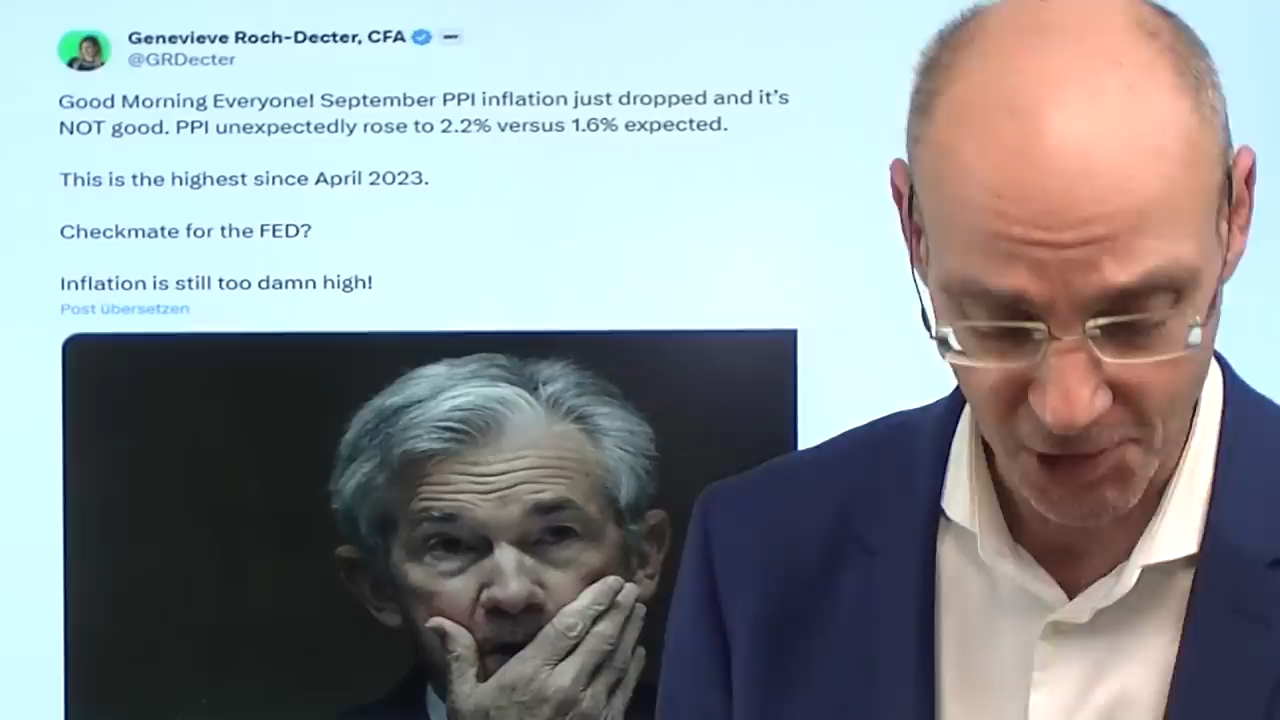 Genevieve Roch-Decter, CFA
@GRDecter
Good Morning Everyone! September PPI inflation just dropped and it's
NOT good. PPI unexpectedly rose to 2.2% versus 1.6% expected.
This is the highest since April 2023.
Checkmate for the FED?
Inflation is still too damn high!
Post übersetzen